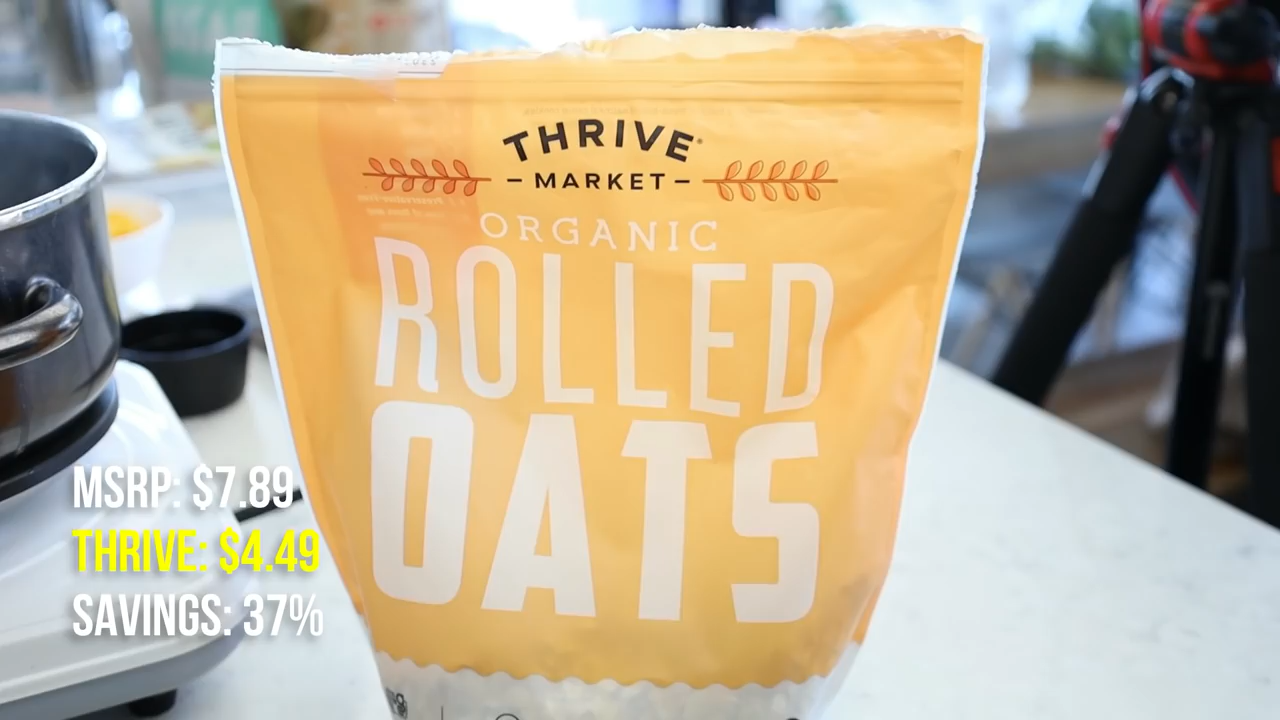 THRIVE
MARKET
ORGANIC
ROLLED
OATS
MSRP: $7.89
THRIVE: $4.49
SAVINGS: 37%